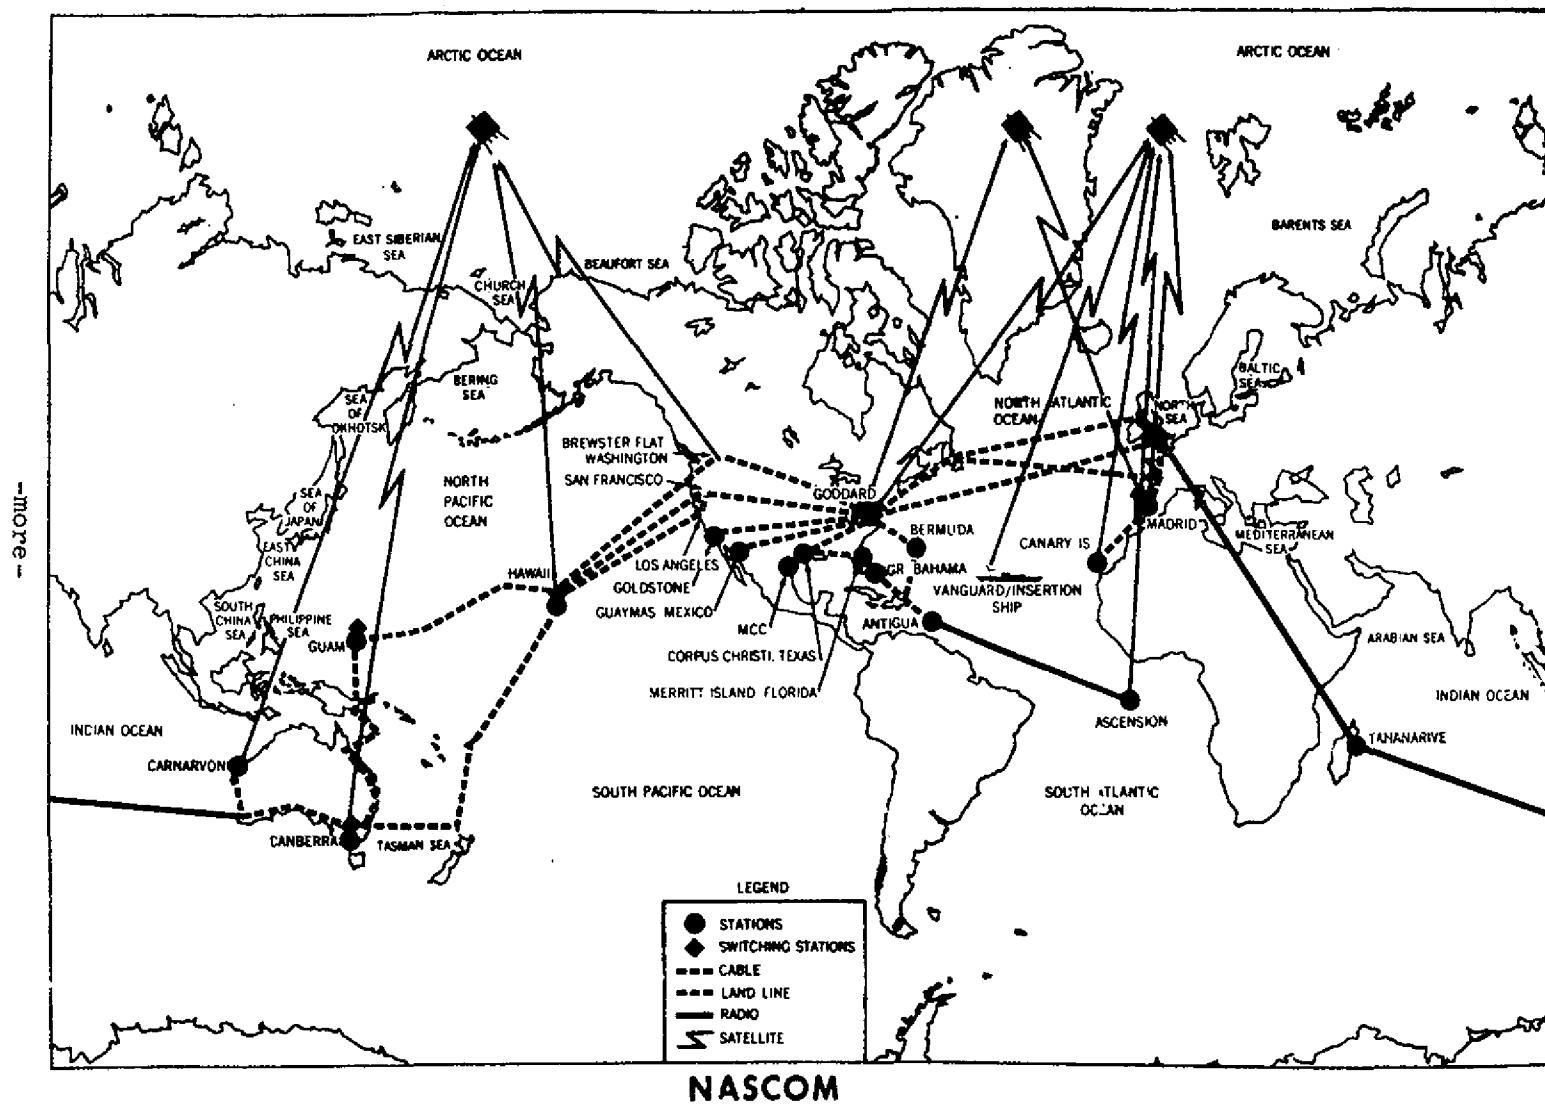 ARCTIC OCEAN
ARCTIC OCEAN
EAST SIBERIAN
SEA
BEAUFORT SEA
BARENTS SEA
CHURCH
SEA
BERING
SEA
SEA
OF
OKHOTSK
BALTIC
SEA
NORTH ATLANTIC
OCEAN
NORTH
SEA
BREWSTER FLAT
WASHINGTON
SAN FRANCISCO
NORTH
PACIFIC
OCEAN
GODDARD
SEA
OF
JAPAN
BERMUDA
MADRID
MEDITERRANEAN
SEA
EAST
CHINA
SEA
CANARY IS
HAWAII
LOS ANGELES
GOLDSTONE
GUAYMAS MEXICO
GR. BAHAMA
VANGUARD/INSERTION
SHIP
SOUTH
CHINA
SEA
PHILIPPINE
SEA
GUAM
MCC
ANTIGUA
ARABIAN SEA
CORPUS CHRISTI, TEXAS
MERRITT ISLAND FLORIDA
INDIAN OCEAN
ASCENSION
INDIAN OCEAN
TANANARIVE
CARNARVON
SOUTH PACIFIC OCEAN
SOUTH ATLANTIC
OCEAN
CANBERRA
TASMAN SEA
LEGEND
STATIONS
SWITCHING STATIONS
CABLE
LAND LINE
RADIO
SATELLITE
NASCOM
-more-